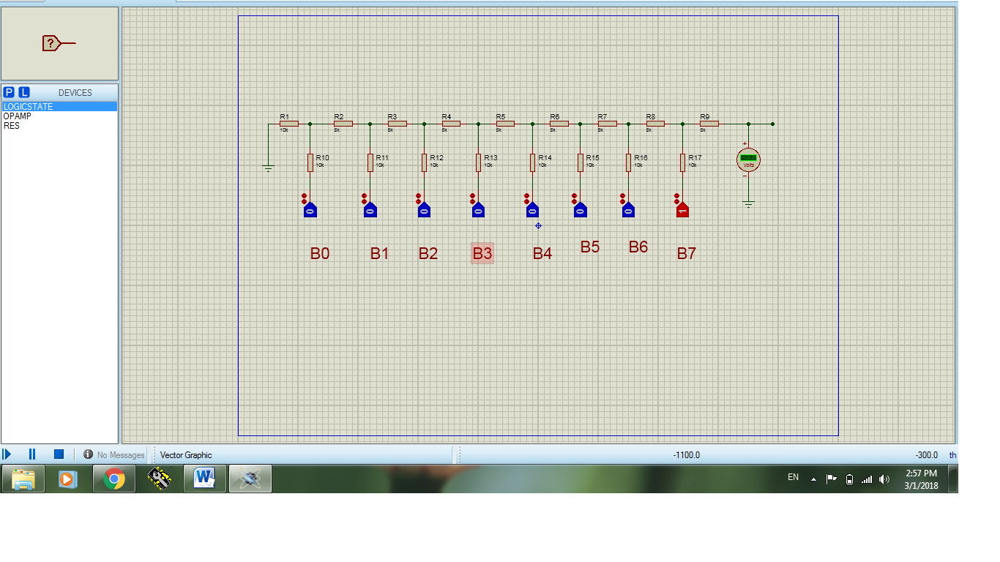 ?
P L DEVICES
LOGICSTATE
OPAMP
RES
R1 R2 R3 R4 R5 R6 R7 R8 R9
10k 5k 5k 5k 5k 5k 5k 5k 5k
R10 R11 R12 R13 R14 R15 R16 R17
10k 10k 10k 10k 10k 10k 10k 10k
+
Volts
0 0 0 0 0 0 0 1
B0 B1 B2 B3 B4 B5 B6 B7
No Messages Vector Graphic -1100.0 -300.0 th
EN 2:57 PM
3/1/2018